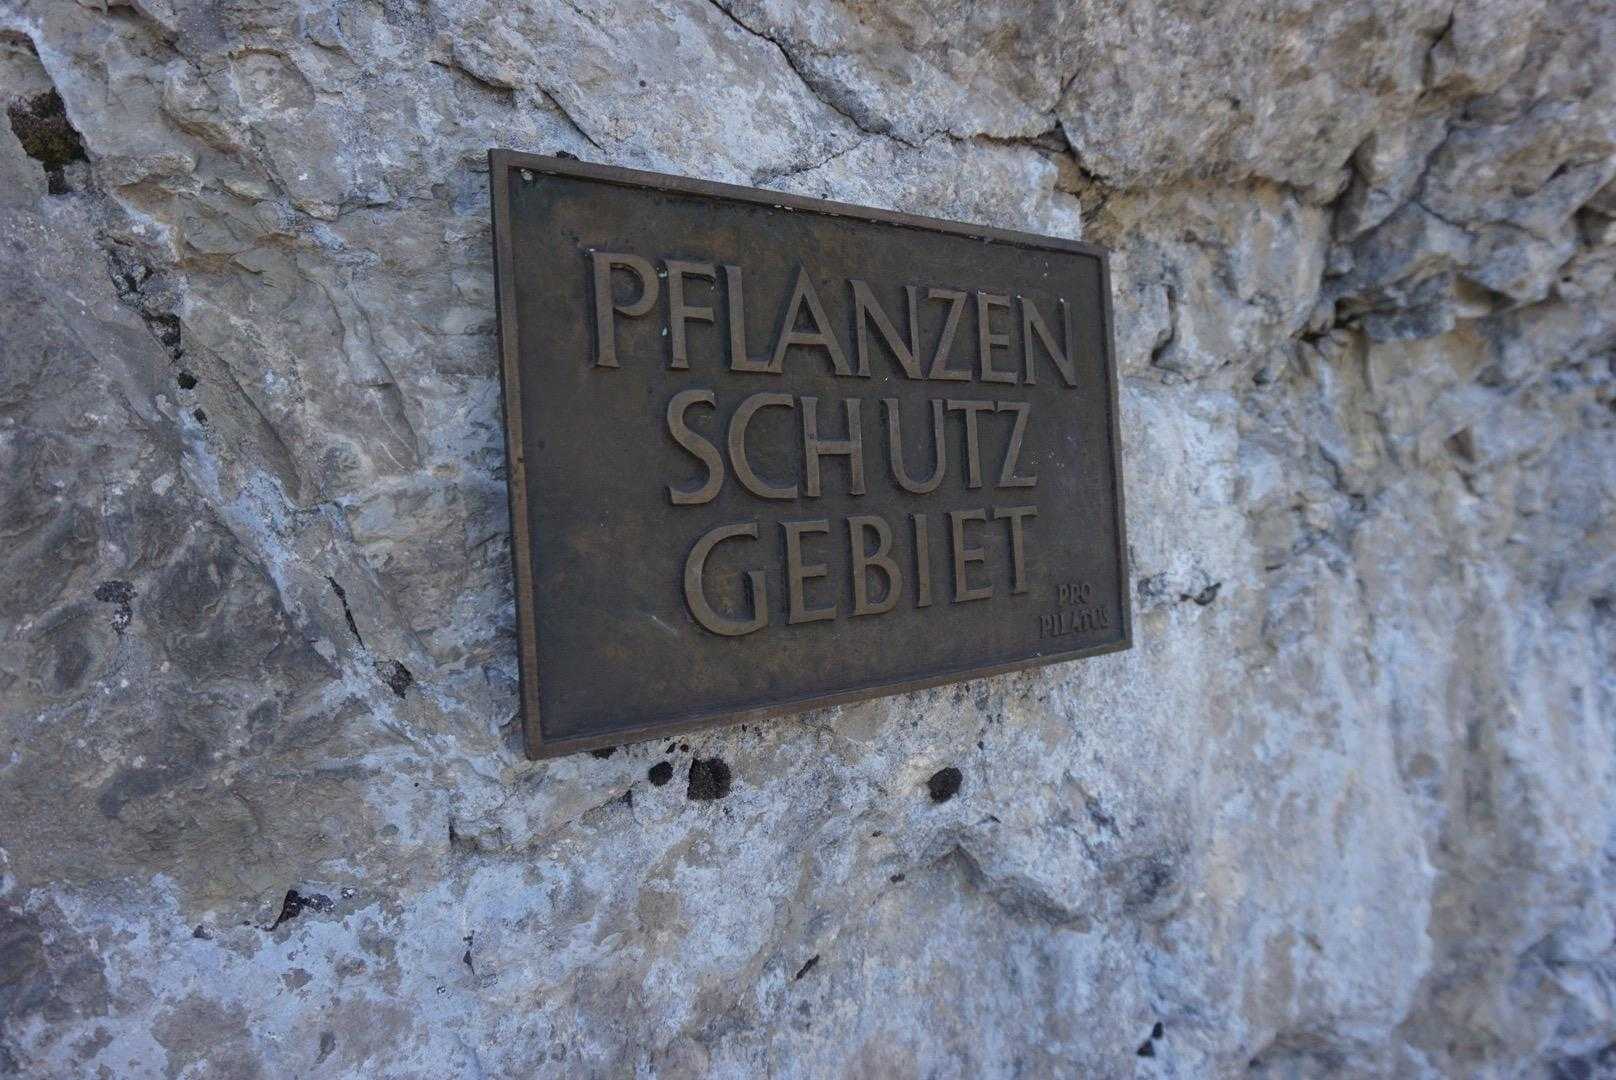 PFLANZEN
SCHUTZ
GEBIET
PRO
PILATUS